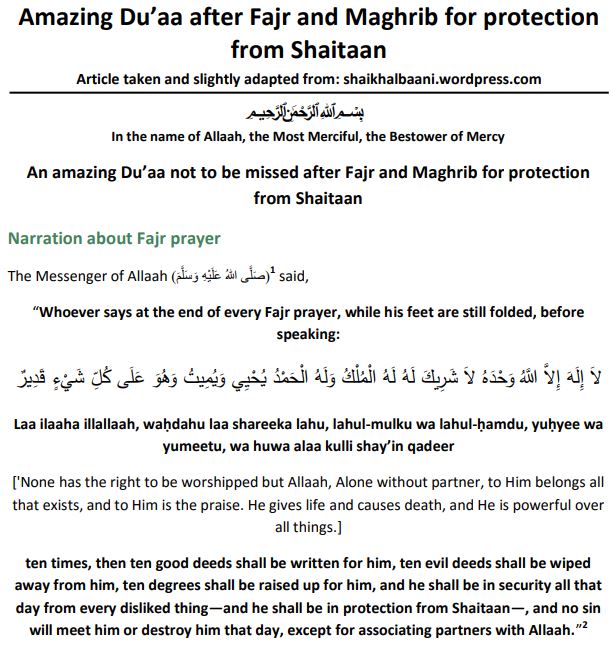 Amazing Du’aa after Fajr and Maghrib for protection
from Shaitaan
Article taken and slightly adapted from: shaikhalbaani.wordpress.com
بِسْمِ اللهِ الرَّحْمَنِ الرَّحِيمِ
In the name of Allaah, the Most Merciful, the Bestower of Mercy
An amazing Du’aa not to be missed after Fajr and Maghrib for protection
from Shaitaan
Narration about Fajr prayer
The Messenger of Allaah (صَلَّى اللهُ عَلَيْهِ وَسَلَّمَ)¹ said,
“Whoever says at the end of every Fajr prayer, while his feet are still folded, before
speaking:
لاَ إِلَهَ إِلاَّ اللَّهُ وَحْدَهُ لاَ شَرِيكَ لَهُ لَهُ الْمُلْكُ وَلَهُ الْحَمْدُ يُحْيِي وَيُمِيتُ وَهُوَ عَلَى كُلِّ شَيْءٍ قَدِيرٌ
Laa ilaaha illallaah, waḥdahu laa shareeka lahu, lahul-mulku wa lahul-ḥamdu, yuḥyee wa
yumeetu, wa huwa alaa kulli shay’in qadeer
['None has the right to be worshipped but Allaah, Alone without partner, to Him belongs all
that exists, and to Him is the praise. He gives life and causes death, and He is powerful over
all things.]
ten times, then ten good deeds shall be written for him, ten evil deeds shall be wiped
away from him, ten degrees shall be raised up for him, and he shall be in security all that
day from every disliked thing—and he shall be in protection from Shaitaan—, and no sin
will meet him or destroy him that day, except for associating partners with Allaah.”²